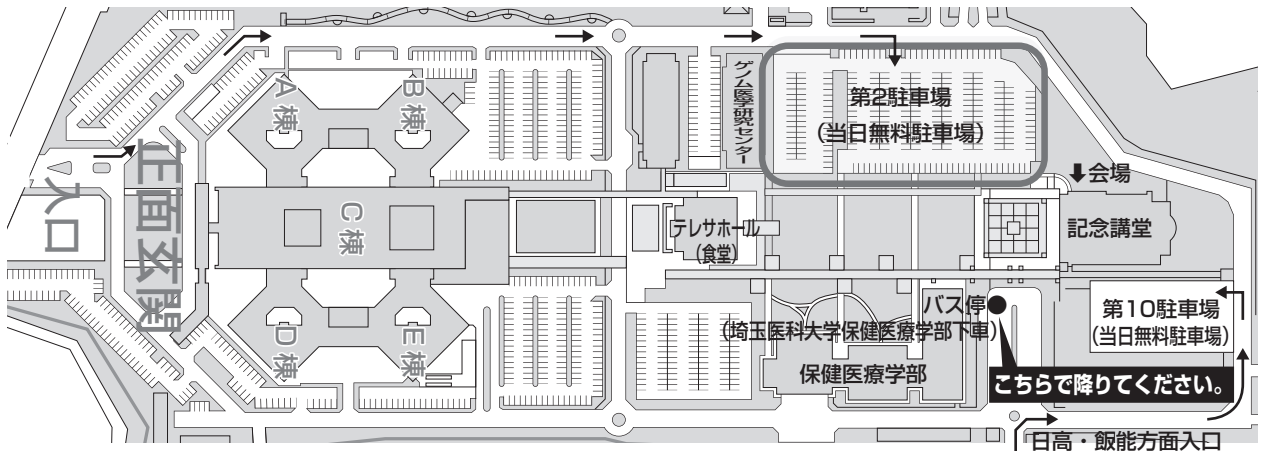 入口
正面玄関
A棟
B棟
C棟
D棟
E棟
ゲノム医学研究センター
第2駐車場
(当日無料駐車場)
⬇会場
記念講堂
テレサホール
(食堂)
バス停●
(埼玉医科大学保健医療学部下車)
保健医療学部
第10駐車場
(当日無料駐車場)
こちらで降りてください。
日高・飯能方面入口